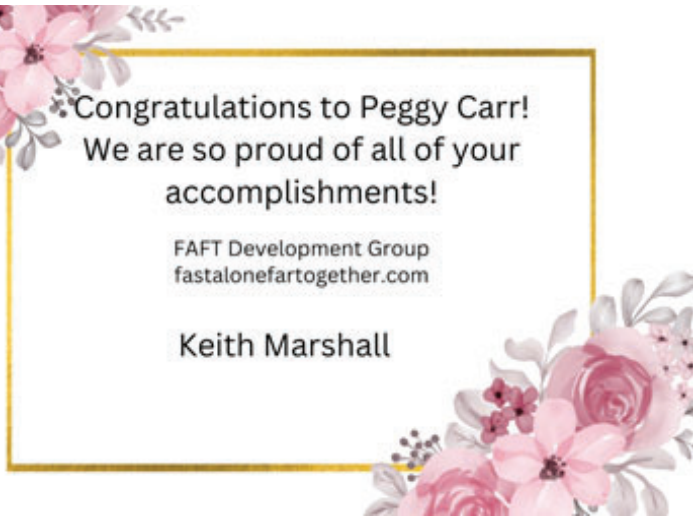 Congratulations to Peggy Carr!
We are so proud of all of your
accomplishments!
FAFT Development Group
fastalonefartogether.com
Keith Marshall